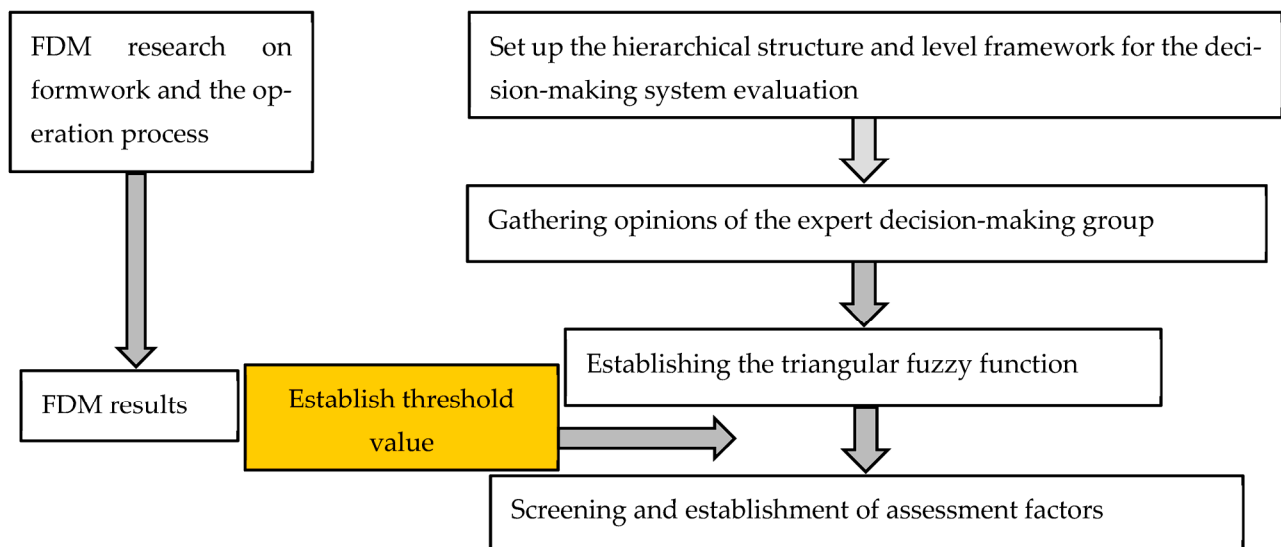 FDM research on
formwork and the op-
eration process
Set up the hierarchical structure and level framework for the deci-
sion-making system evaluation
Gathering opinions of the expert decision-making group
Establishing the triangular fuzzy function
FDM results
Establish threshold
value
Screening and establishment of assessment factors